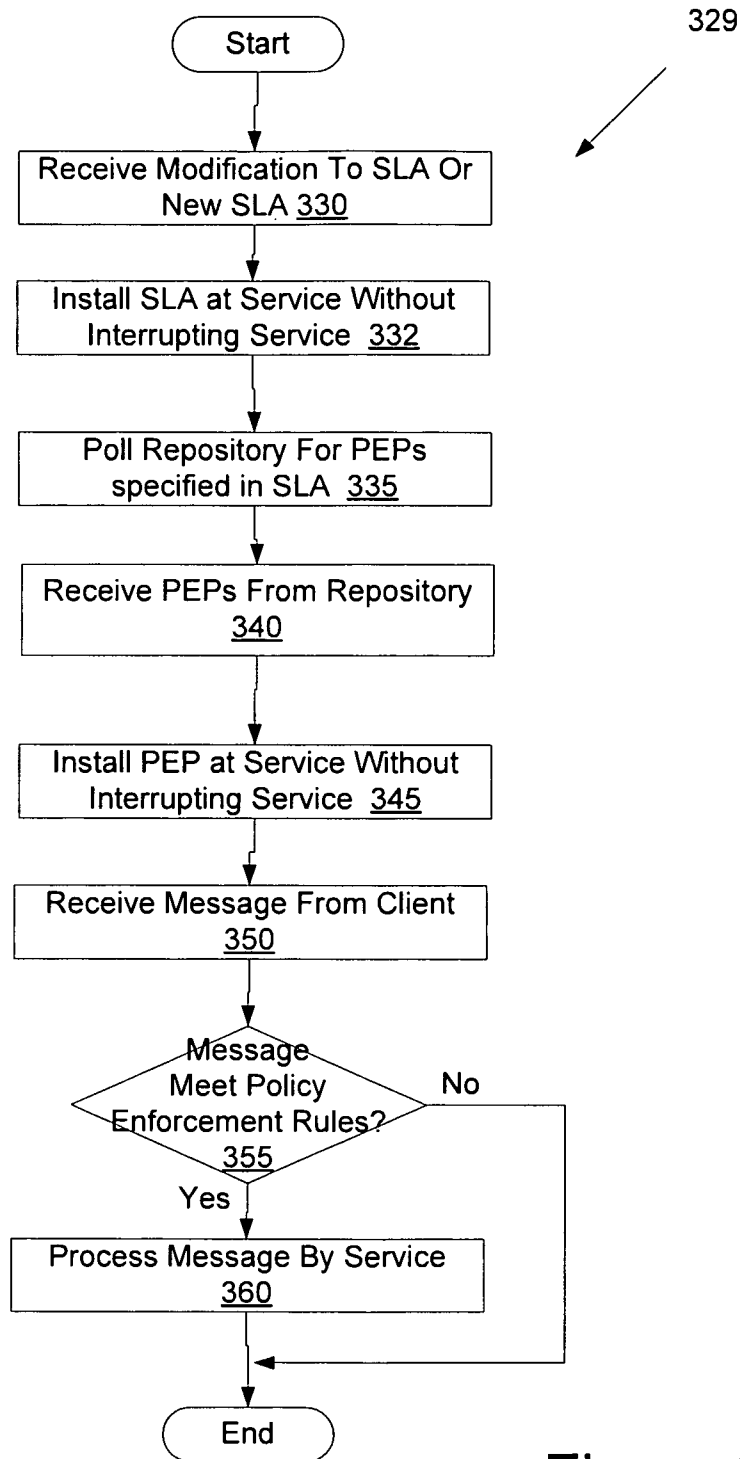 329
Start
Receive Modification To SLA Or
New SLA 330
Install SLA at Service Without
Interrupting Service 332
Poll Repository For PEPs
specified in SLA 335
Receive PEPs From Repository
340
Install PEP at Service Without
Interrupting Service 345
Receive Message From Client
350
Message
Meet Policy
Enforcement Rules?
355
No
Yes
Process Message By Service
360
End